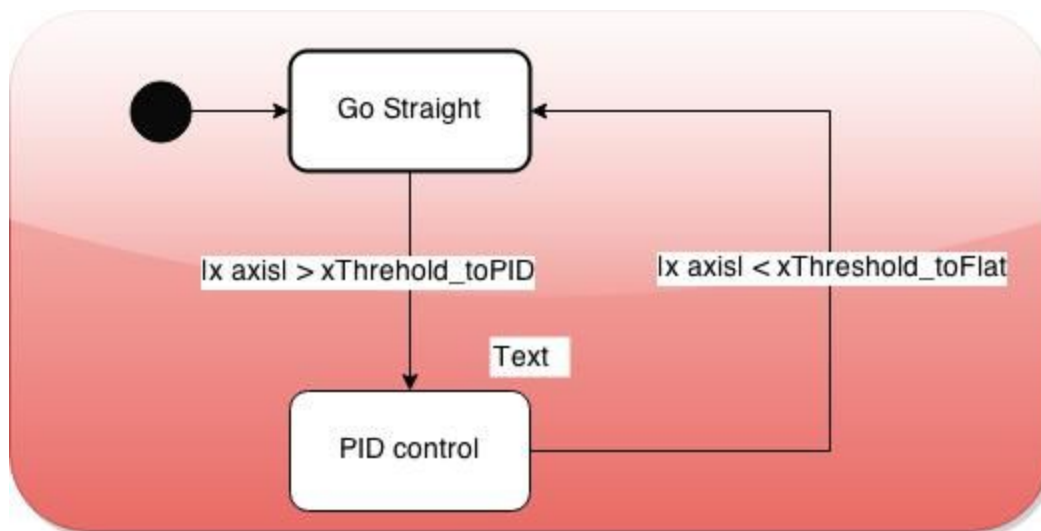 Go Straight
|x axis| > xThrehold_toPID
|x axis| < xThreshold_toFlat
Text
PID control